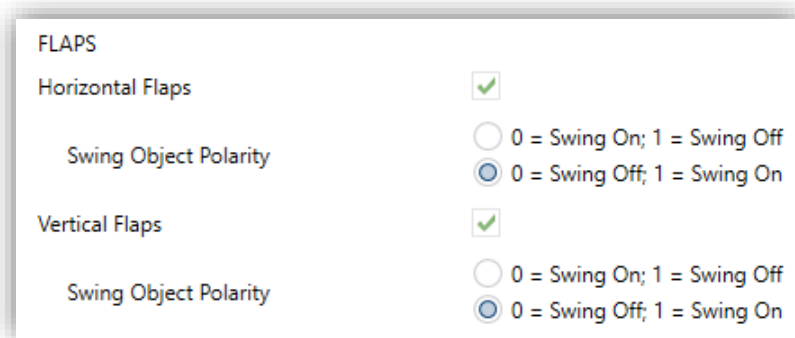 FLAPS
Horizontal Flaps
Swing Object Polarity
0 = Swing On; 1 = Swing Off
0 = Swing Off; 1 = Swing On
Vertical Flaps
Swing Object Polarity
0 = Swing On; 1 = Swing Off
0 = Swing Off; 1 = Swing On